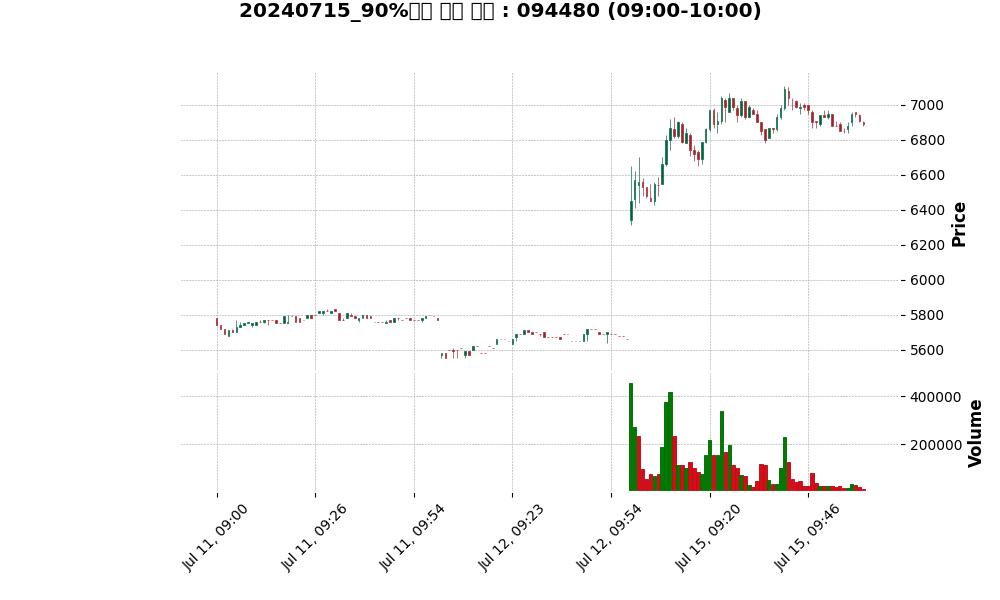 20240715_90% : 094480 (09:00-10:00)
7000
6800
6600
6400
6200
6000
5800
5600
Price
400000
200000
Volume
Jul 11, 09:00
Jul 11, 09:26
Jul 11, 09:54
Jul 12, 09:23
Jul 12, 09:54
Jul 15, 09:20
Jul 15, 09:46